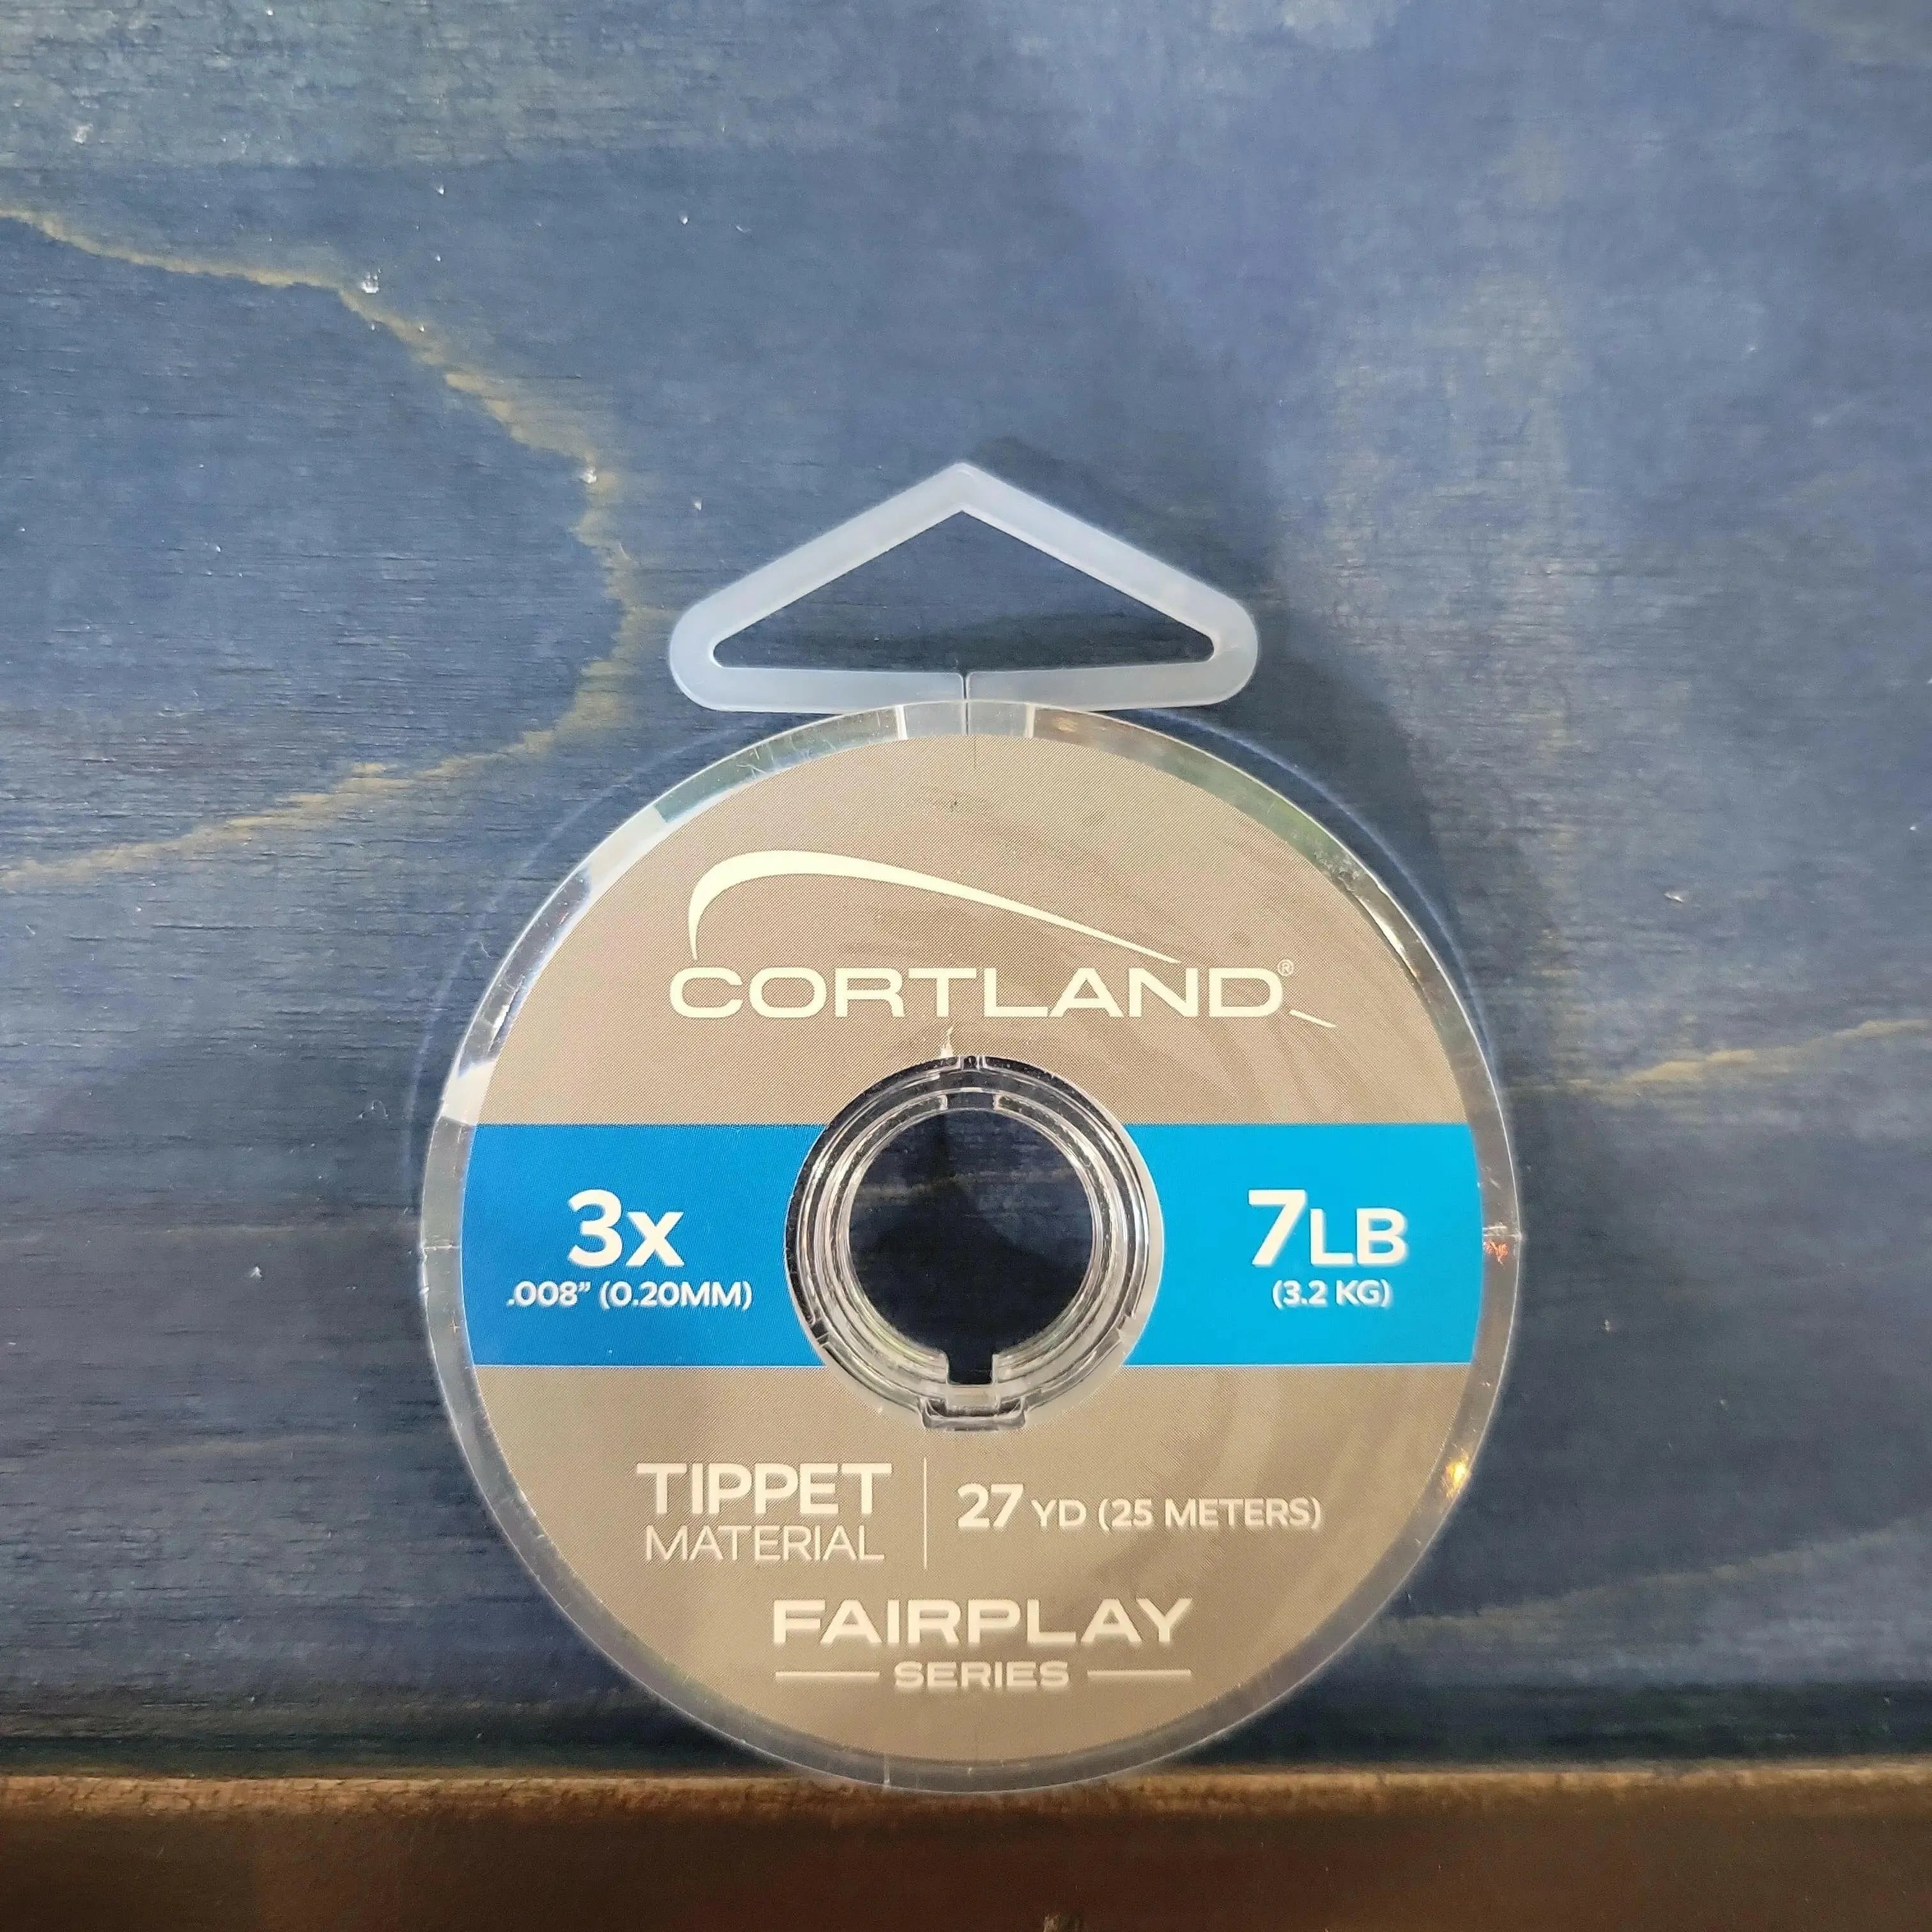 CORTLAND®
3X
.008" (0.20MM)
7LB
(3.2 KG)
TIPPET
MATERIAL
27 YD (25 METERS)
FAIRPLAY
SERIES